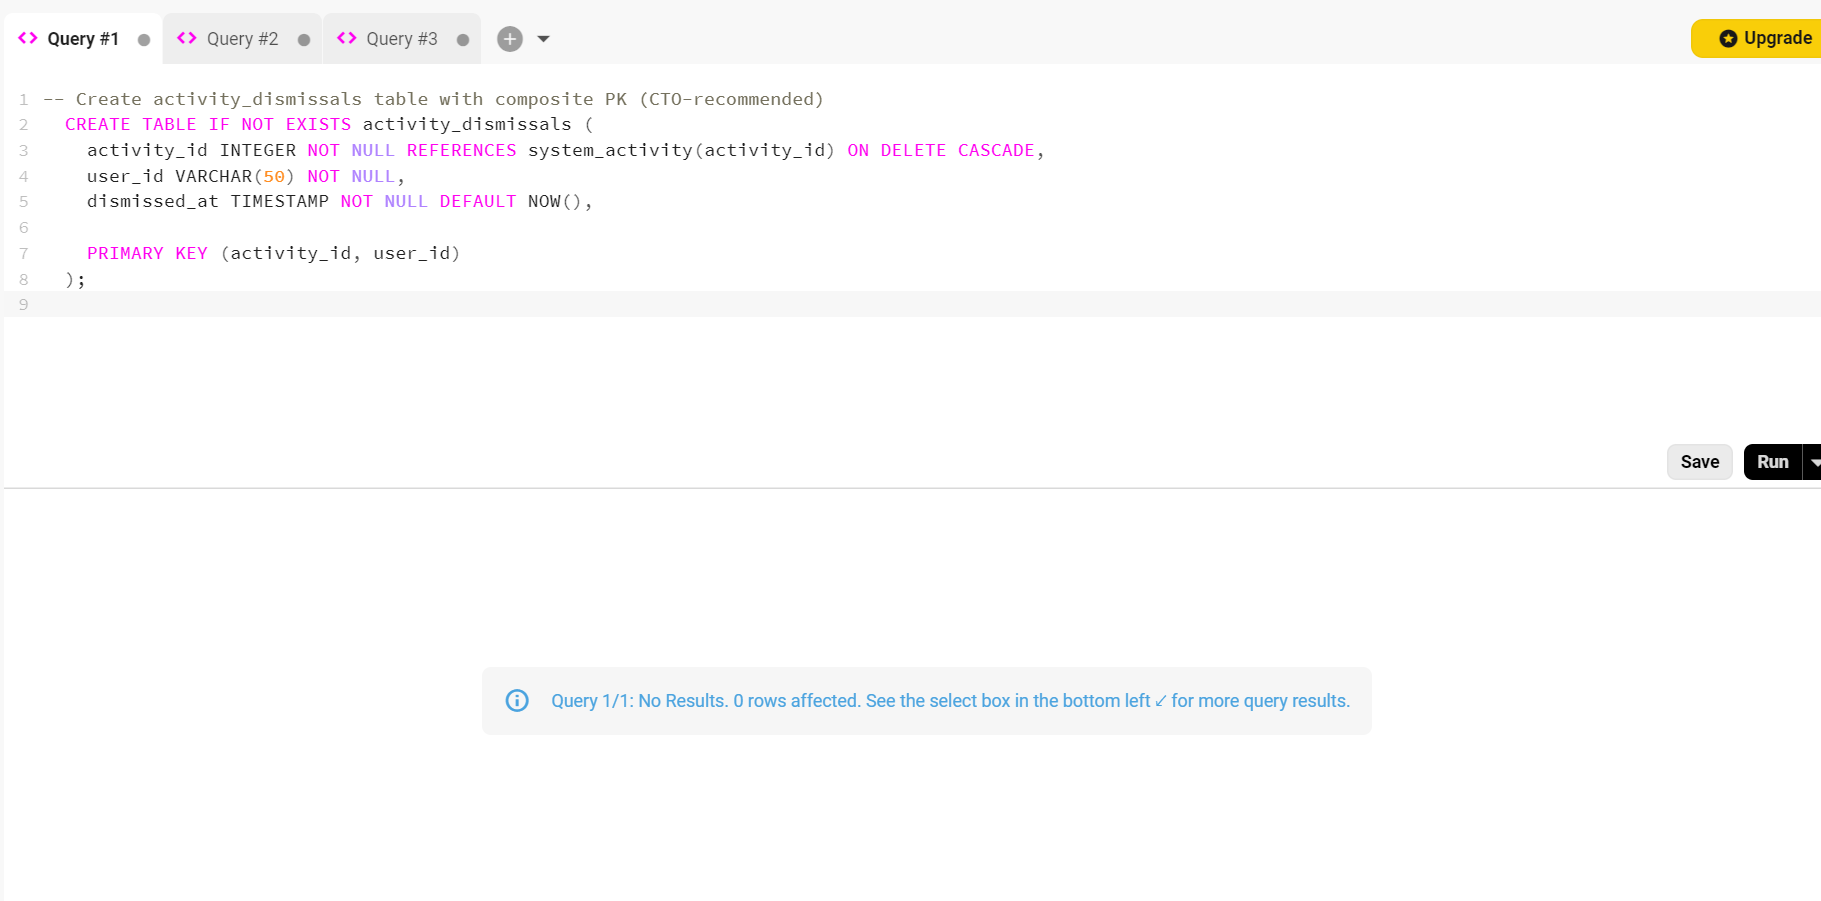 Query #1
Query #2
Query #3
Upgrade
1 -- Create activity_dismissals table with composite PK (CTO-recommended)
2 CREATE TABLE IF NOT EXISTS activity_dismissals (
3 activity_id INTEGER NOT NULL REFERENCES system_activity(activity_id) ON DELETE CASCADE,
4 user_id VARCHAR(50) NOT NULL,
5 dismissed_at TIMESTAMP NOT NULL DEFAULT NOW(),
6
7 PRIMARY KEY (activity_id, user_id)
8 );
9
Save
Run
Query 1/1: No Results. 0 rows affected. See the select box in the bottom left ↙ for more query results.